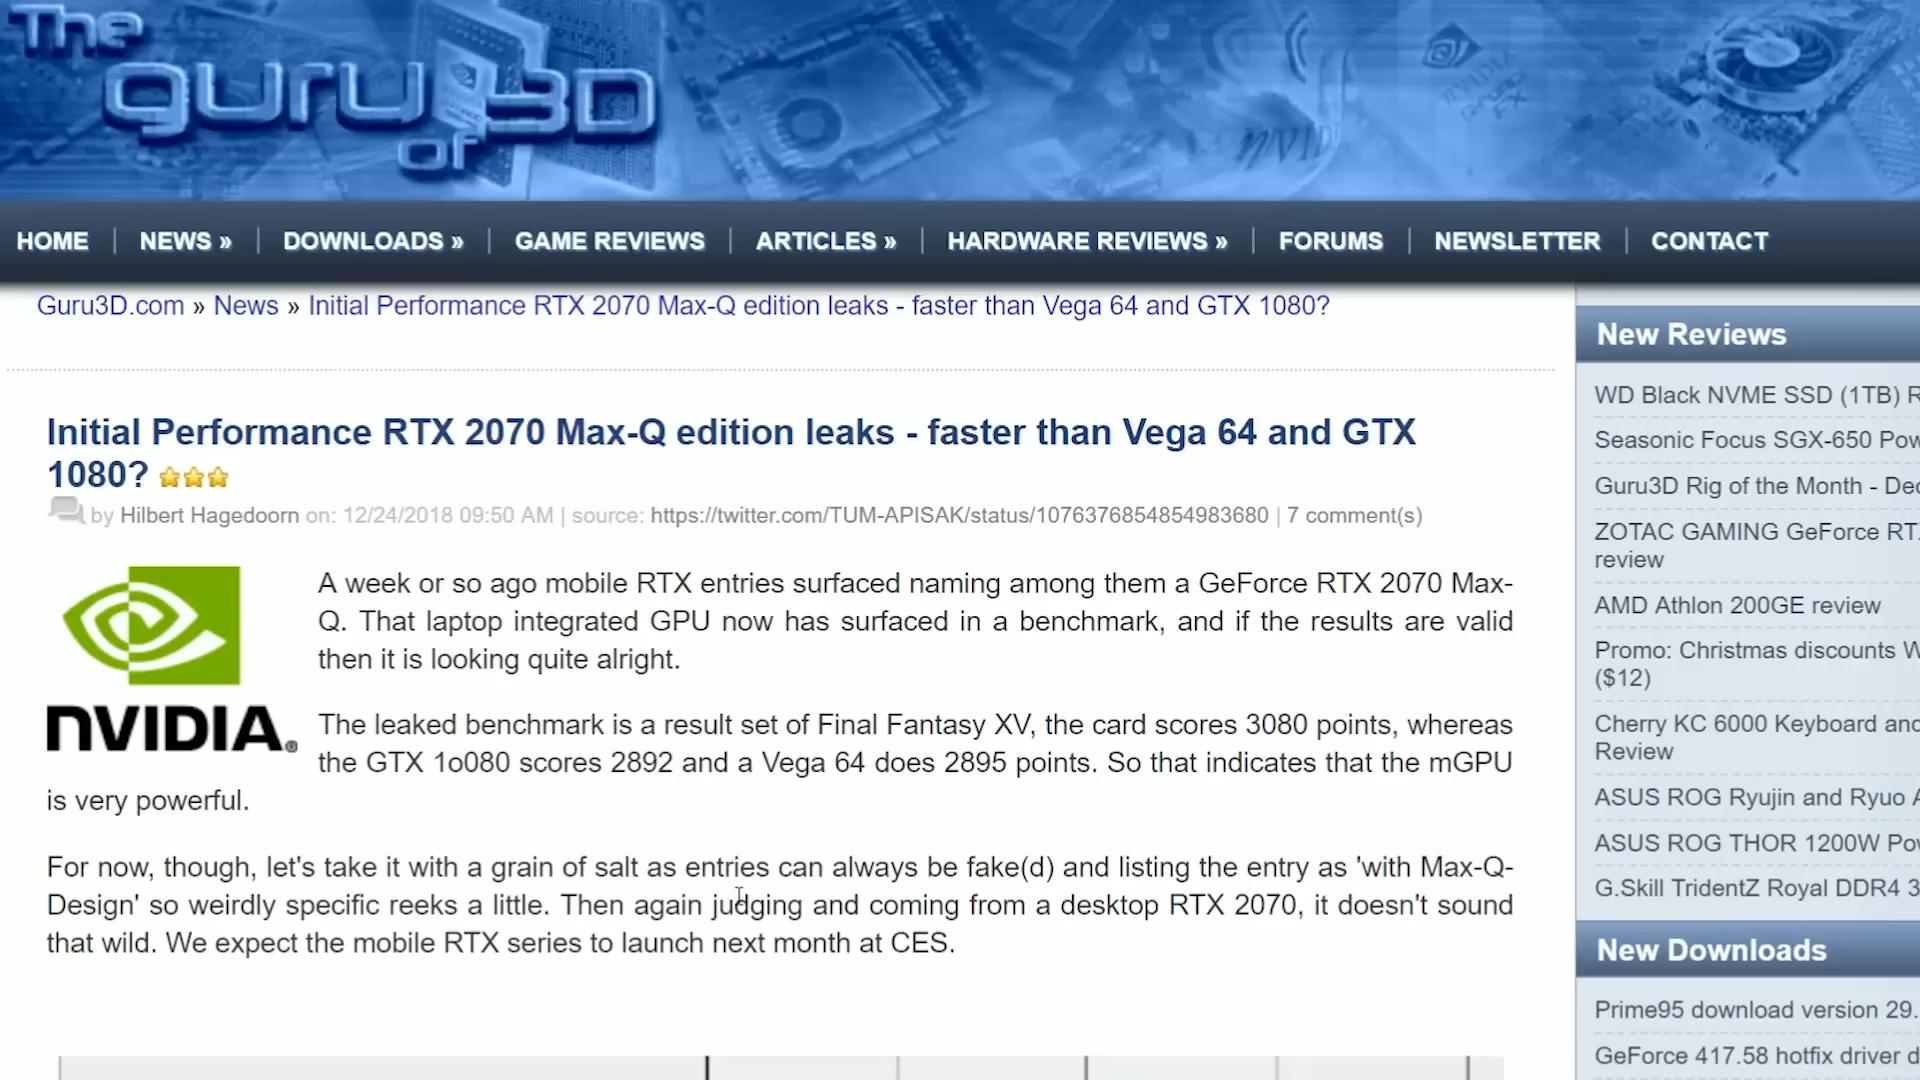 The
guru
of
3D
HOME | NEWS » | DOWNLOADS » | GAME REVIEWS | ARTICLES » | HARDWARE REVIEWS » | FORUMS | NEWSLETTER | CONTACT
Guru3D.com » News » Initial Performance RTX 2070 Max-Q edition leaks - faster than Vega 64 and GTX 1080?
Initial Performance RTX 2070 Max-Q edition leaks - faster than Vega 64 and GTX
1080?
by Hilbert Hagedoorn on: 12/24/2018 09:50 AM | source: https://twitter.com/TUM-APISAK/status/1076376854854983680 | 7 comment(s)
nVIDIA®
A week or so ago mobile RTX entries surfaced naming among them a GeForce RTX 2070 Max-
Q. That laptop integrated GPU now has surfaced in a benchmark, and if the results are valid
then it is looking quite alright.
The leaked benchmark is a result set of Final Fantasy XV, the card scores 3080 points, whereas
the GTX 1o080 scores 2892 and a Vega 64 does 2895 points. So that indicates that the mGPU
is very powerful.
For now, though, let's take it with a grain of salt as entries can always be fake(d) and listing the entry as 'with Max-Q-
Design' so weirdly specific reeks a little. Then again judging and coming from a desktop RTX 2070, it doesn't sound
that wild. We expect the mobile RTX series to launch next month at CES.
New Reviews
WD Black NVME SSD (1TB) R
Seasonic Focus SGX-650 Pow
Guru3D Rig of the Month - Dec
ZOTAC GAMING GeForce RT
review
AMD Athlon 200GE review
Promo: Christmas discounts W
($12)
Cherry KC 6000 Keyboard and
Review
ASUS ROG Ryujin and Ryuo A
ASUS ROG THOR 1200W Pow
G.Skill TridentZ Royal DDR4 3
New Downloads
Prime95 download version 29.
GeForce 417.58 hotfix driver d